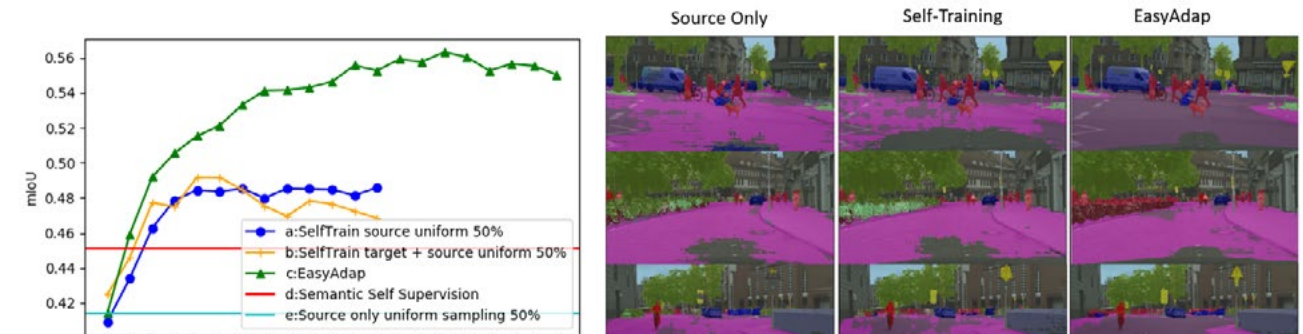 Source Only
Self-Training
EasyAdap
0.56
0.54
0.52
0.50
0.48
0.46
0.44
0.42
mIoU
a:SelfTrain source uniform 50%
b:SelfTrain target + source uniform 50%
c:EasyAdap
d:Semantic Self Supervision
e:Source only uniform sampling 50%